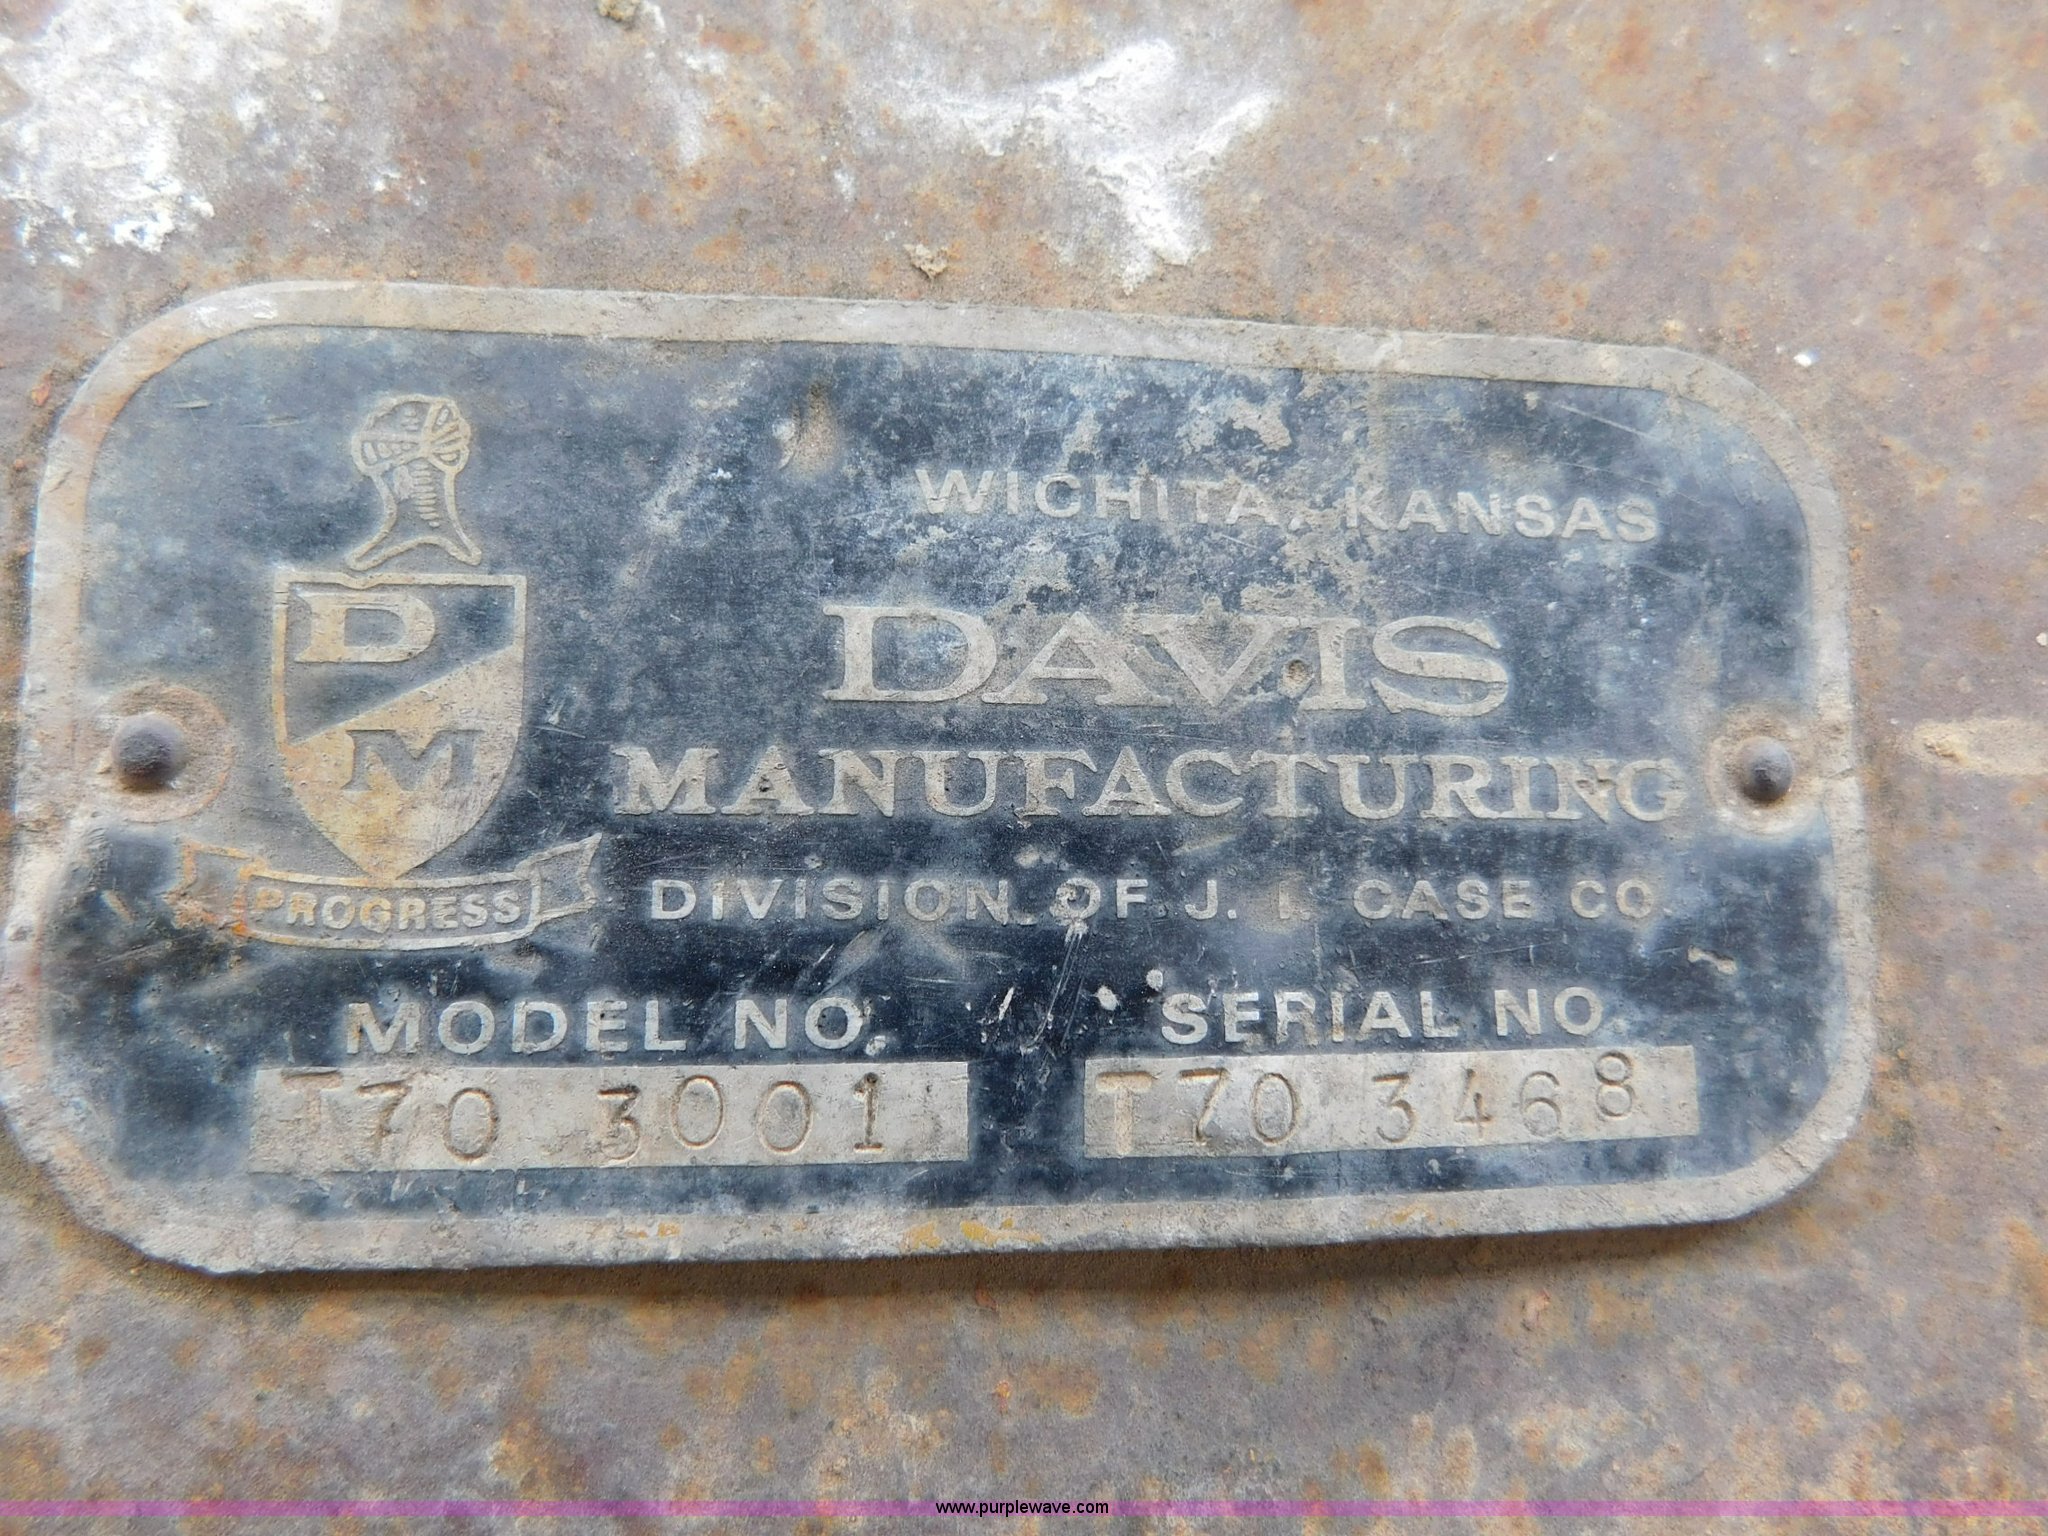 WICHITA, KANSAS
DAVIS
MANUFACTURING
DIVISION OF J. I. CASE CO.
D
M
PROGRESS
MODEL NO.
T70 3001
SERIAL NO.
T70 3468
www.purplewave.com